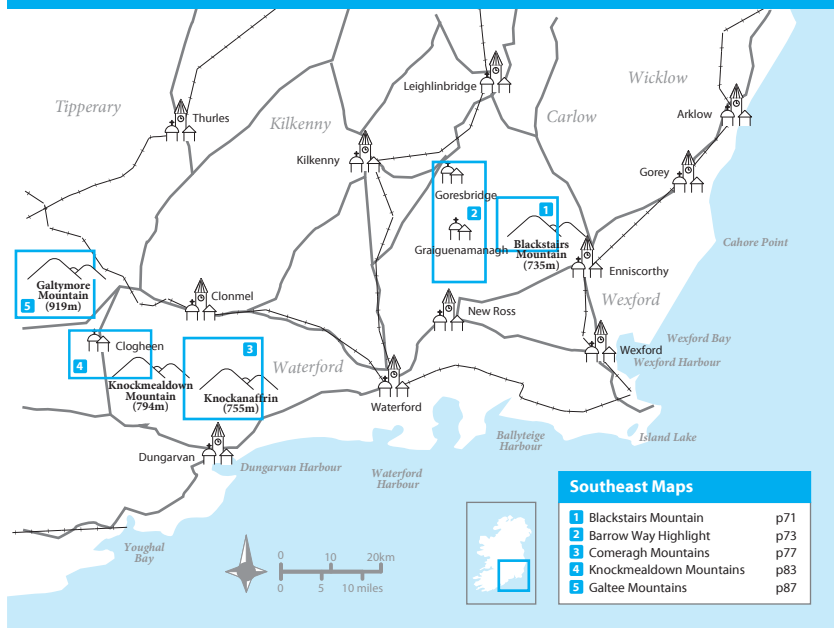 Wicklow
Leighlinbridge
Tipperary
Thurles
Kilkenny
Carlow
Arklow
Kilkenny
Gorey
Goresbridge
2
1
Graiguenamanagh
Blackstairs
Mountain
(735m)
Cahore Point
Enniscorthy
Galtymore
Mountain
(919m)
5
Clonmel
New Ross
Wexford
Wexford Bay
Wexford
Wexford Harbour
Clogheen
4
3
Waterford
Knockmealdown
Mountain
(794m)
Knockanaffrin
(755m)
Waterford
Ballyteige
Harbour
Island Lake
Dungarvan
Dungarvan Harbour
Waterford
Harbour
Youghal
Bay
0 10 20km
0 5 10 miles
Southeast Maps
1 Blackstairs Mountain p71
2 Barrow Way Highlight p73
3 Comeragh Mountains p77
4 Knockmealdown Mountains p83
5 Galtee Mountains p87